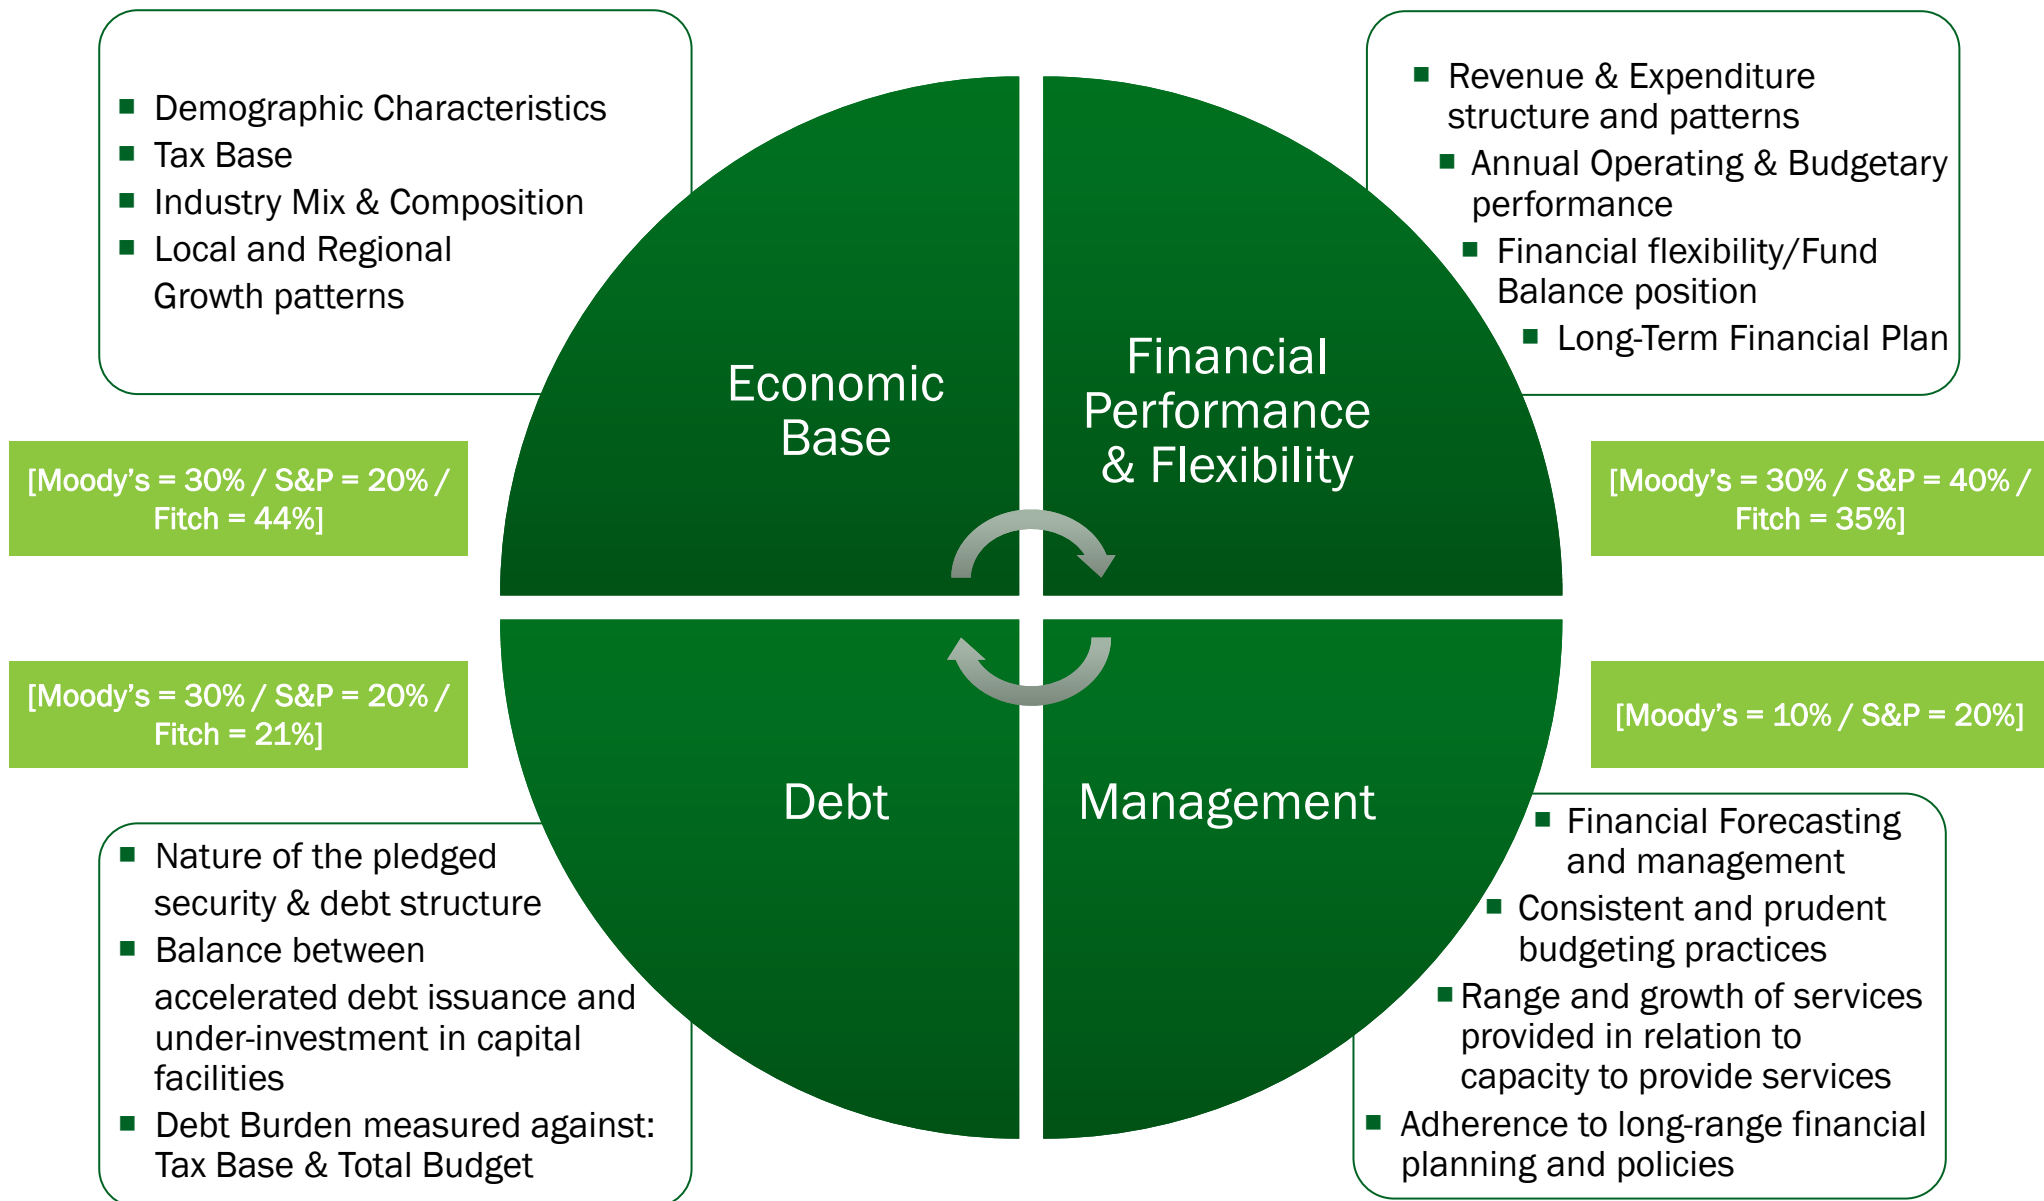 ■ Demographic Characteristics
■ Tax Base
■ Industry Mix & Composition
■ Local and Regional
Growth patterns
■ Revenue & Expenditure
structure and patterns
■ Annual Operating & Budgetary
performance
■ Financial flexibility/Fund
Balance position
■ Long-Term Financial Plan
Economic
Base
Financial
Performance
& Flexibility
[Moody's = 30% / S&P = 20% /
Fitch = 44%]
[Moody's = 30% / S&P = 40% /
Fitch = 35%]
[Moody's = 30% / S&P = 20% /
Fitch = 21%]
[Moody's = 10% / S&P = 20%]
Debt
Management
■ Nature of the pledged
security & debt structure
■ Balance between
accelerated debt issuance and
under-investment in capital
facilities
■ Debt Burden measured against:
Tax Base & Total Budget
■ Financial Forecasting
and management
■ Consistent and prudent
budgeting practices
■ Range and growth of services
provided in relation to
capacity to provide services
■ Adherence to long-range financial
planning and policies